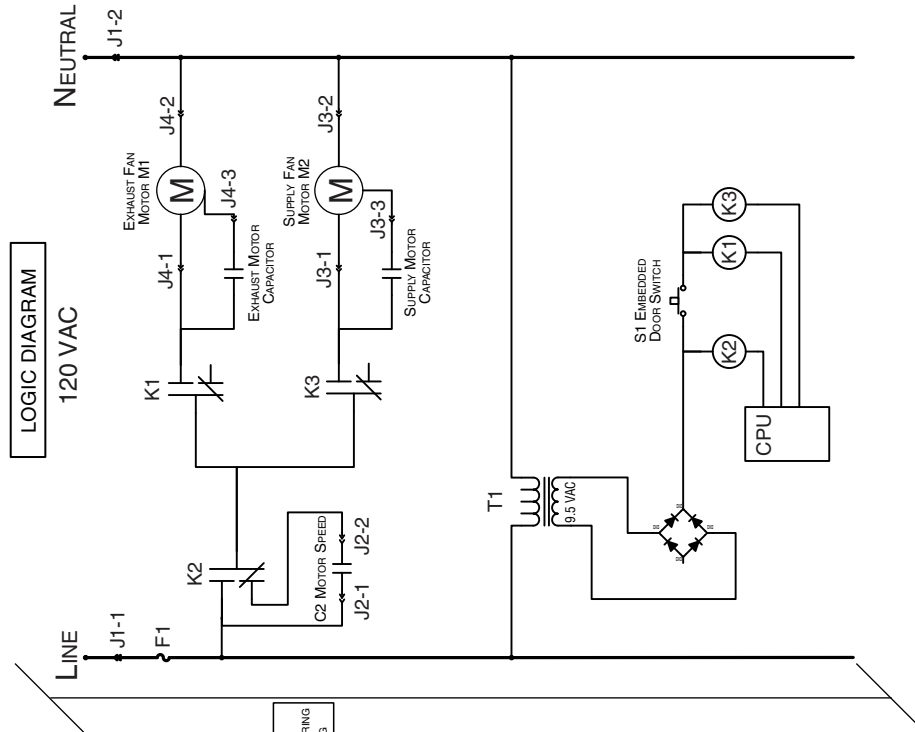 LOGIC DIAGRAM
120 VAC
LINE
J1-1
F1
NEUTRAL
J1-2
K2
C2 MOTOR SPEED
J2-1
J2-2
K1
J4-1
EXHAUST FAN
MOTOR M1
M
J4-2
J4-3
EXHAUST MOTOR
CAPACITOR
K3
J3-1
SUPPLY FAN
MOTOR M2
M
J3-2
J3-3
SUPPLY MOTOR
CAPACITOR
T1
9.5 VAC
S1 EMBEDDED
DOOR SWITCH
K2
K1
K3
CPU
RING